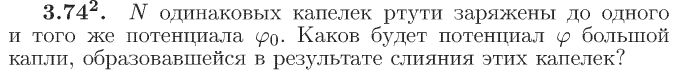 3.74². N одинаковых капелек ртути заряжены до одного
и того же потенциала φ₀. Каков будет потенциал φ большой
капли, образовавшейся в результате слияния этих капелек?